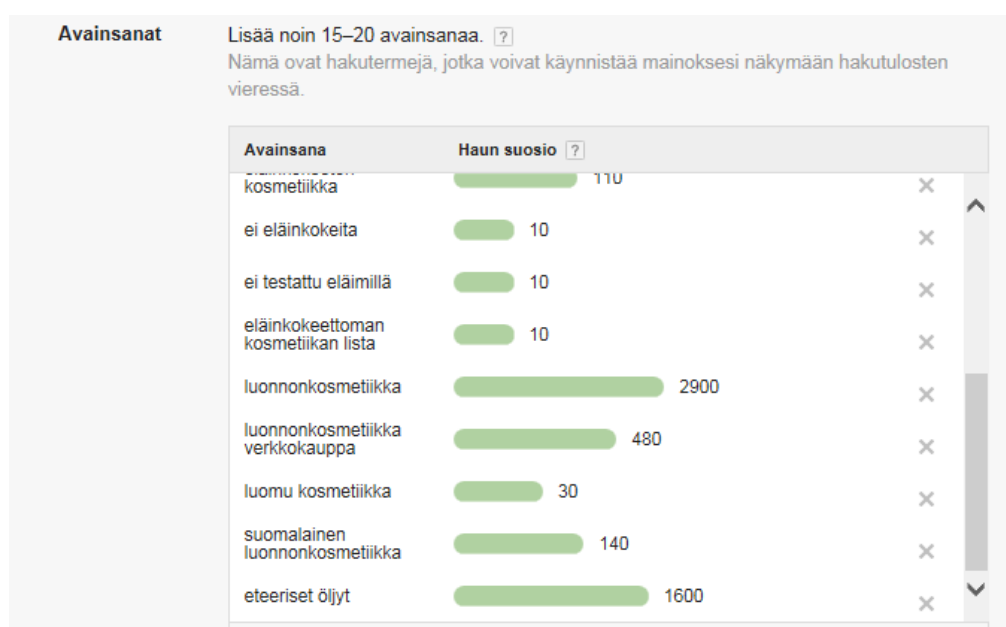 Avainsanat
Lisää noin 15–20 avainsanaa. ?
Nämä ovat hakutermejä, jotka voivat käynnistää mainoksesi näkymään hakutulosten
vieressä.
Avainsana Haun suosio ?
kosmetiikka 110
ei eläinkokeita 10
ei testattu eläimillä 10
eläinkokeettoman
kosmetiikan lista 10
luonnonkosmetiikka 2900
luonnonkosmetiikka
verkkokauppa 480
luomu kosmetiikka 30
suomalainen
luonnonkosmetiikka 140
eteeriset öljyt 1600